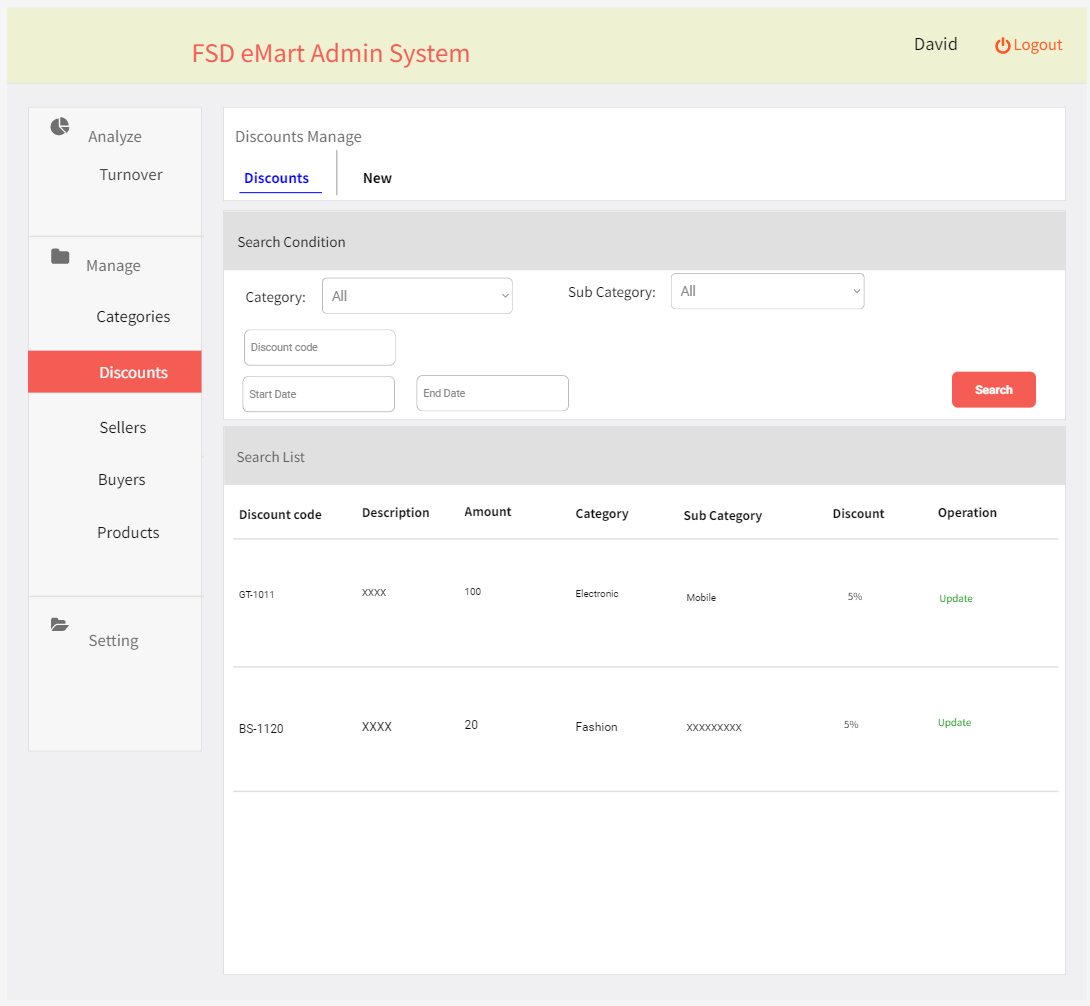 FSD eMart Admin System
David
Logout
Analyze
Turnover
Manage
Categories
Discounts
Sellers
Buyers
Products
Setting
Discounts Manage
Discounts New
Search Condition
Category: All Sub Category: All
Discount code
Start Date End Date Search
Search List
Discount code Description Amount Category Sub Category Discount Operation
GT-1011 XXXX 100 Electronic Mobile 5% Update
BS-1120 XXXX 20 Fashion XXXXXXXXX 5% Update